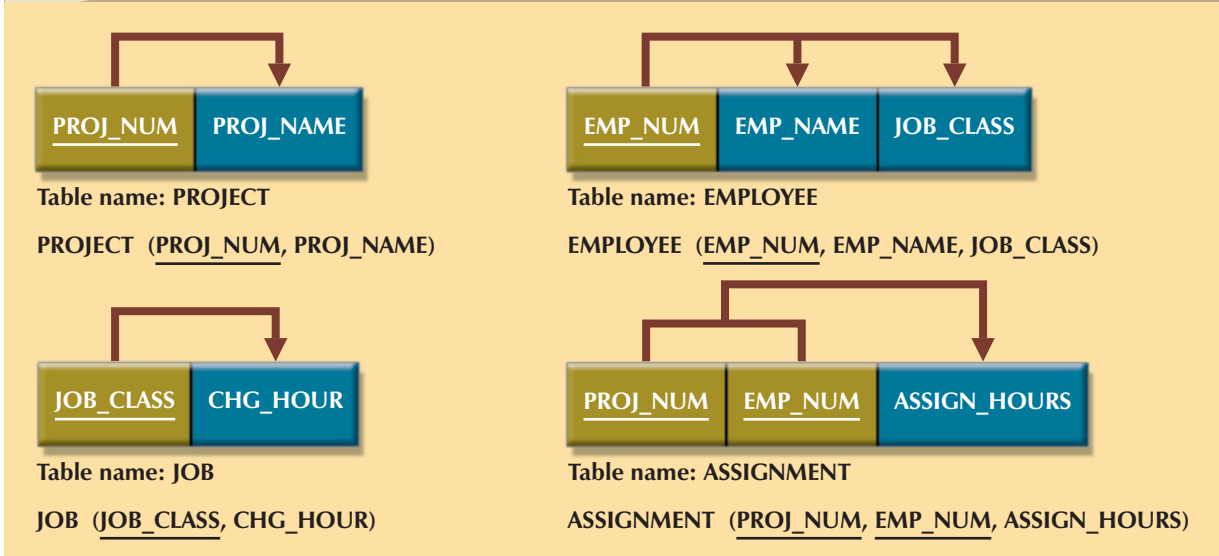 PROJ_NUM PROJ_NAME
Table name: PROJECT
PROJECT (PROJ_NUM, PROJ_NAME)
EMP_NUM EMP_NAME JOB_CLASS
Table name: EMPLOYEE
EMPLOYEE (EMP_NUM, EMP_NAME, JOB_CLASS)
JOB_CLASS CHG_HOUR
Table name: JOB
JOB (JOB_CLASS, CHG_HOUR)
PROJ_NUM EMP_NUM ASSIGN_HOURS
Table name: ASSIGNMENT
ASSIGNMENT (PROJ_NUM, EMP_NUM, ASSIGN_HOURS)